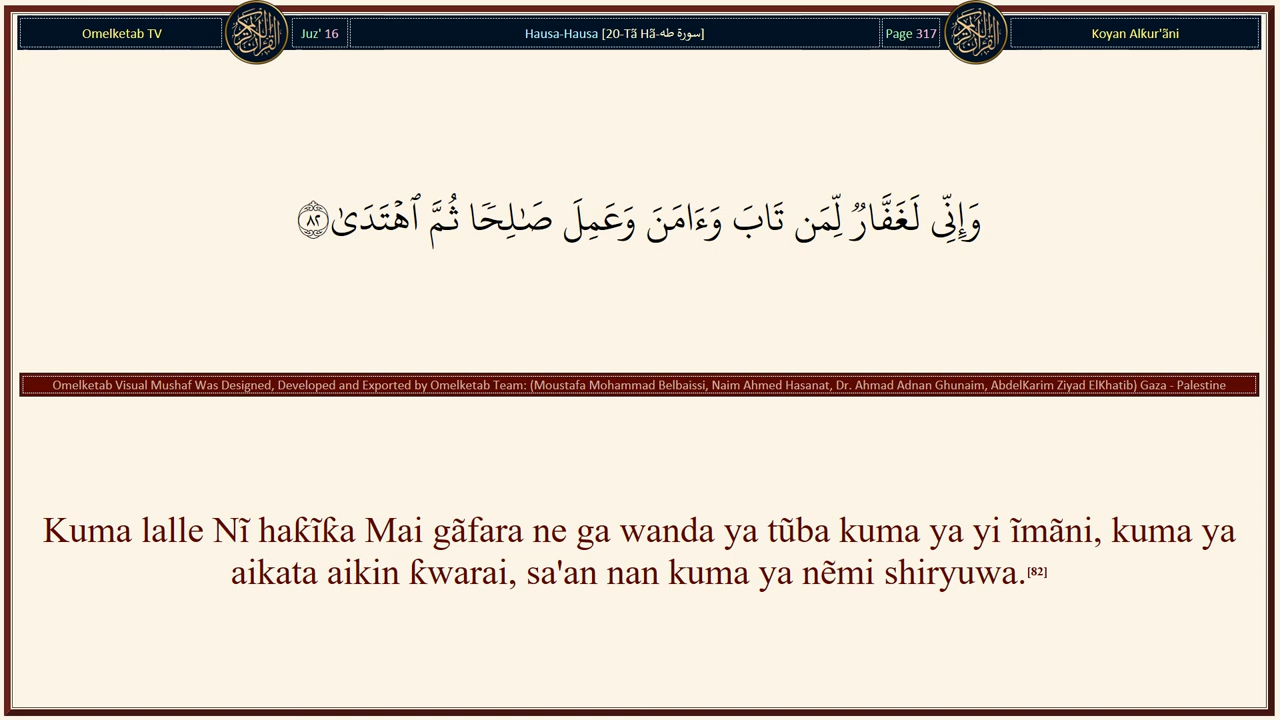 Omelketab TV
Juz' 16
Hausa-Hausa [20-Tã Hã-سورة طه]
Page 317
Koyan Alƙur'ãni
وَإِنِّى لَغَفَّارٌ لِّمَن تَابَ وَءَامَنَ وَعَمِلَ صَٰلِحًا ثُمَّ ٱهْتَدَىٰ ٨٢
Omelketab Visual Mushaf Was Designed, Developed and Exported by Omelketab Team: (Moustafa Mohammad Belbaissi, Naim Ahmed Hasanat, Dr. Ahmad Adnan Ghunaim, AbdelKarim Ziyad ElKhatib) Gaza - Palestine
Kuma lalle Nĩ haƙĩƙa Mai gãfara ne ga wanda ya tũba kuma ya yi ĩmãni, kuma ya
aikata aikin ƙwarai, sa'an nan kuma ya nẽmi shiryuwa.[82]